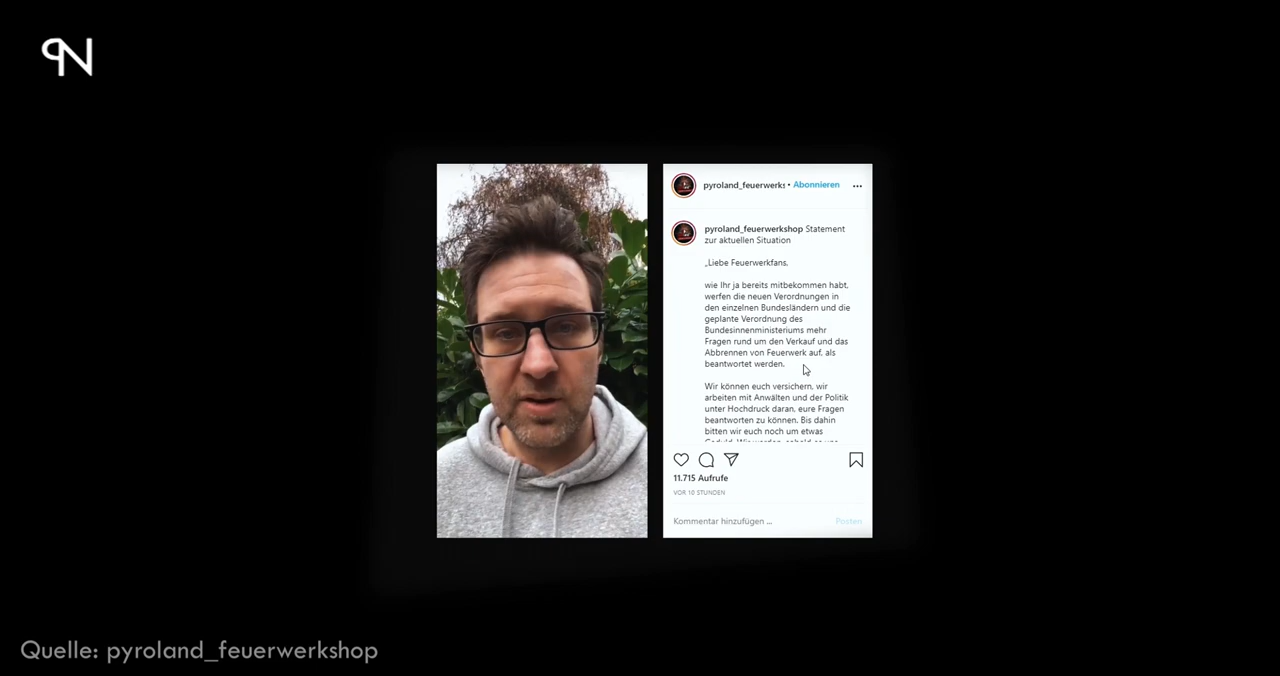 PN
pyroland_feuerwerks • Abonnieren
pyroland_feuerwerkshop Statement
zur aktuellen Situation
„Liebe Feuerwerkfans,
wie Ihr ja bereits mitbekommen habt,
werfen die neuen Verordnungen in
den einzelnen Bundesländern und die
geplante Verordnung des
Bundesinnenministeriums mehr
Fragen rund um den Verkauf und das
Abbrennen von Feuerwerk auf, als
beantwortet werden.
Wir können euch versichern, wir
arbeiten mit Anwälten und der Politik
unter Hochdruck daran, eure Fragen
beantworten zu können. Bis dahin
bitten wir euch noch um etwas
11.715 Aufrufe
VOR 10 STUNDEN
Kommentar hinzufügen ...
Posten
Quelle: pyroland_feuerwerkshop